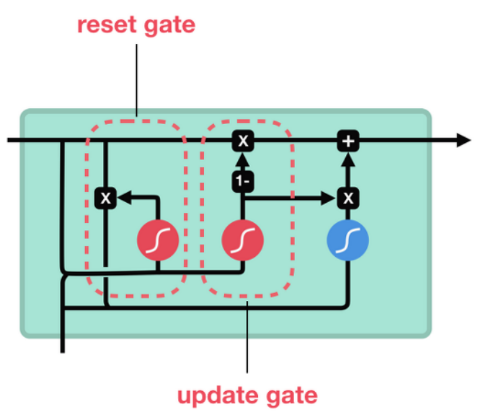 reset gate
X
+
1-
X
X
update gate